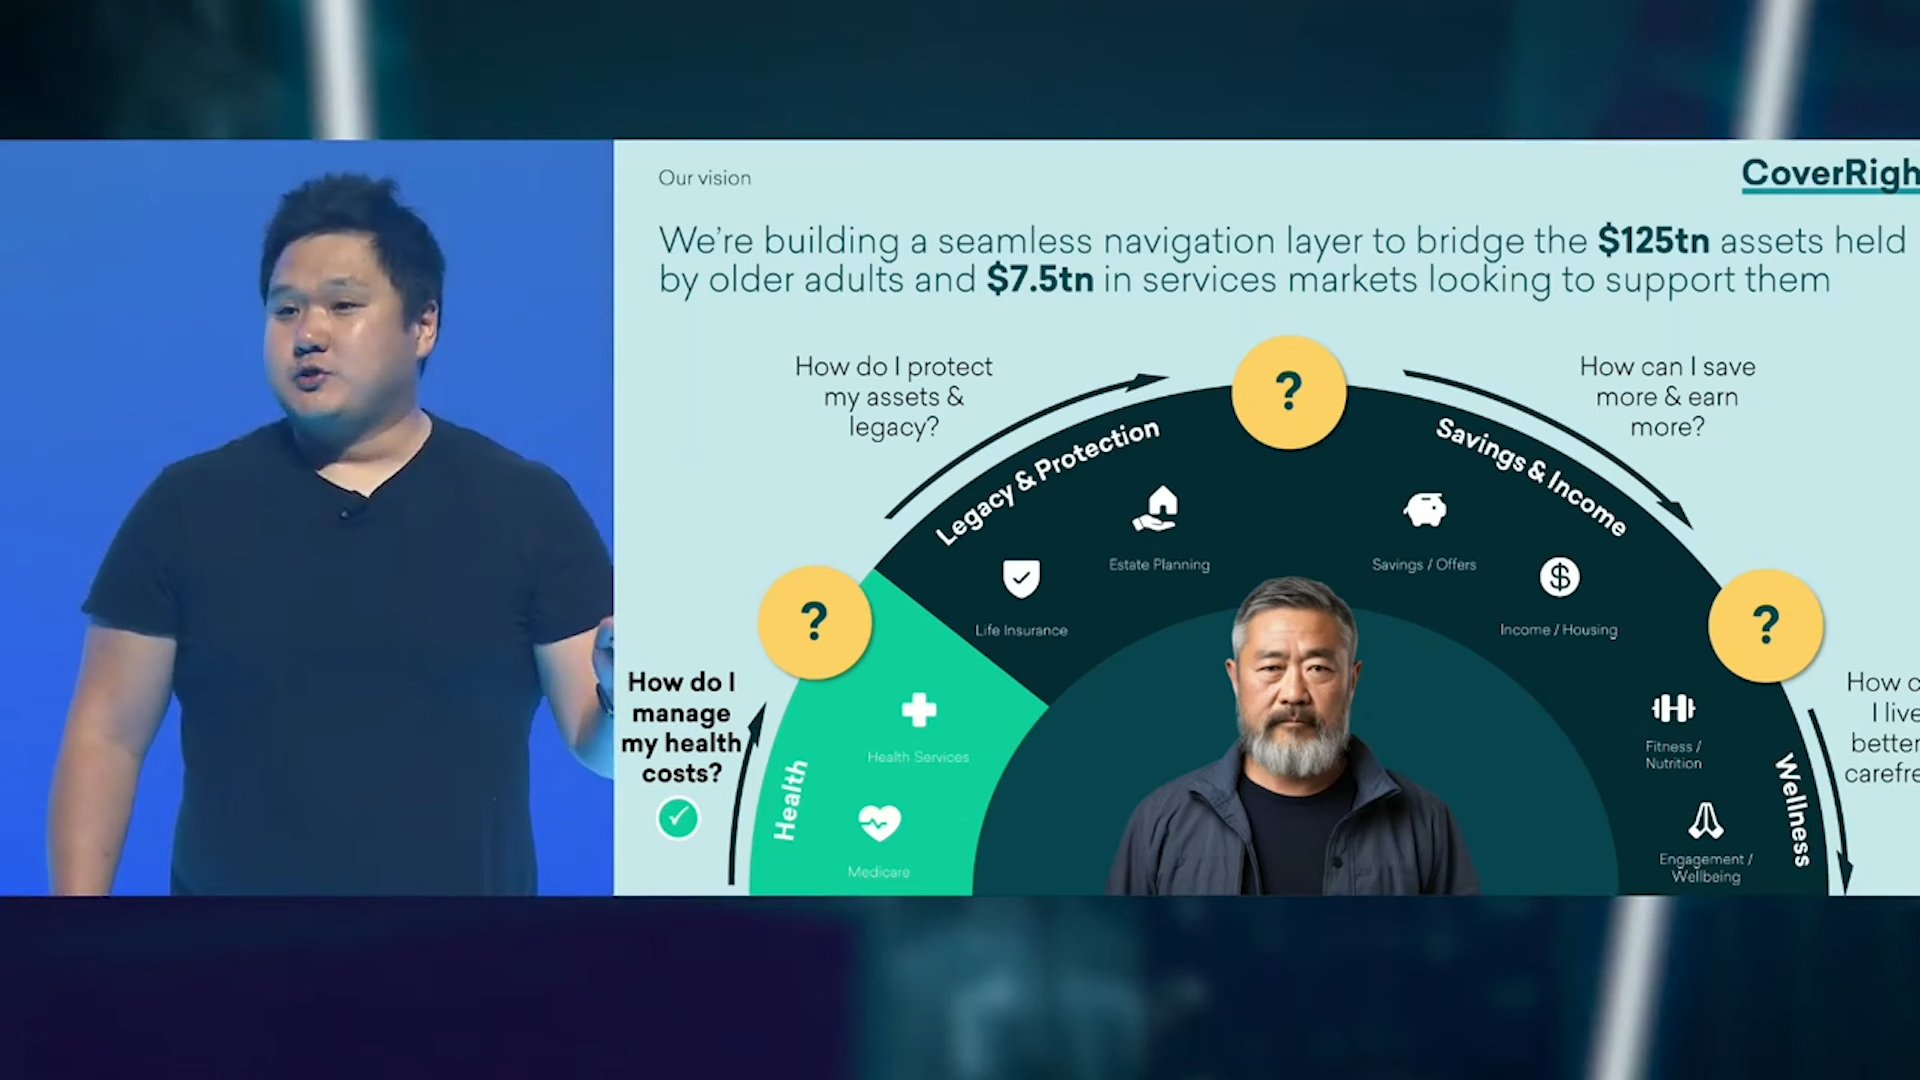 Our vision
CoverRigh
We're building a seamless navigation layer to bridge the $125tn assets held
by older adults and $7.5tn in services markets looking to support them
How do I protect
my assets &
legacy?
?
How can I save
more & earn
more?
Legacy & Protection
Savings & Income
Estate Planning
Savings / Offers
Life Insurance
Income / Housing
?
?
How do I
manage
my health
costs?
How c
I live
better
carefre
Health Services
Fitness /
Nutrition
Health
Wellness
Medicare
Engagement /
Wellbeing